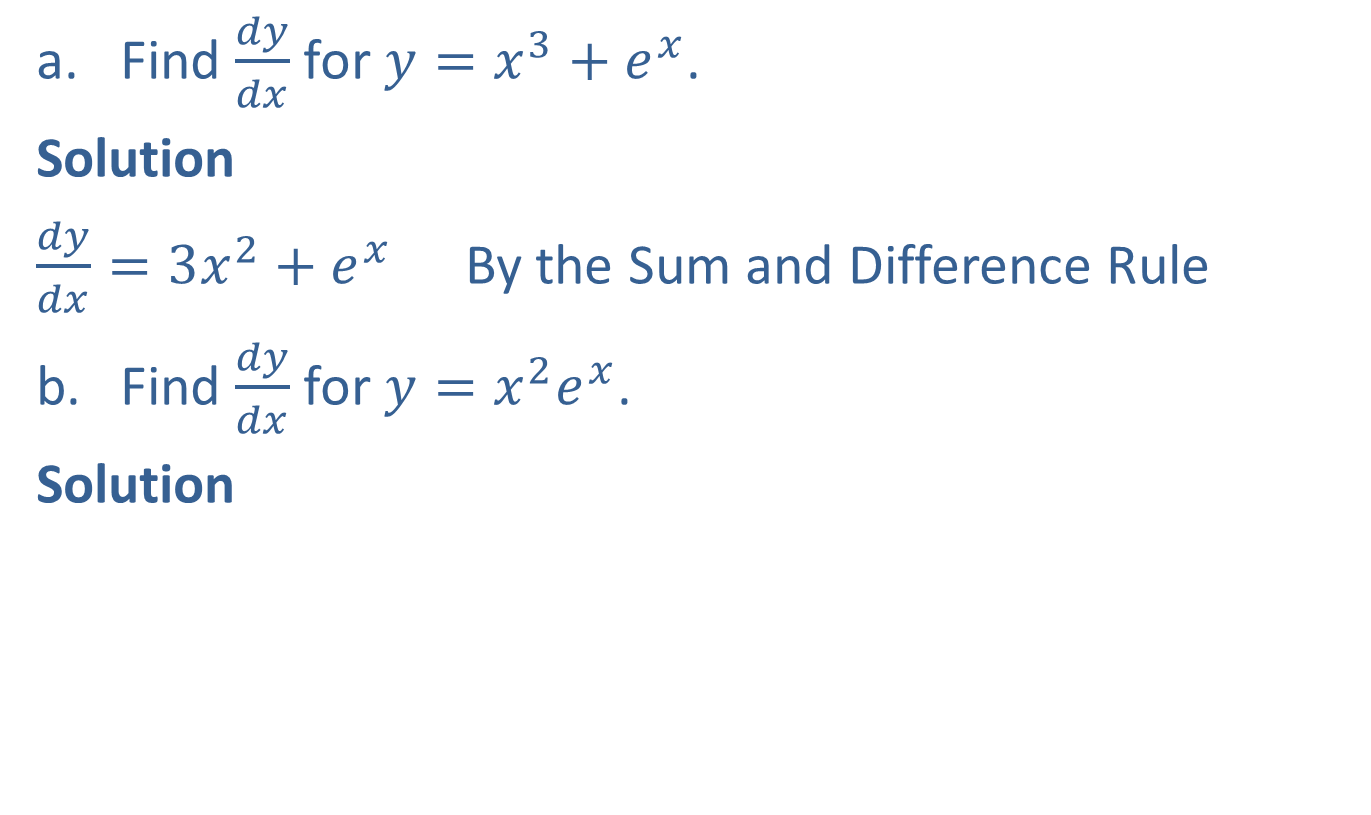 a. Find dy/dx for y = x³ + eˣ.
Solution
dy/dx = 3x² + eˣ By the Sum and Difference Rule
b. Find dy/dx for y = x²eˣ.
Solution